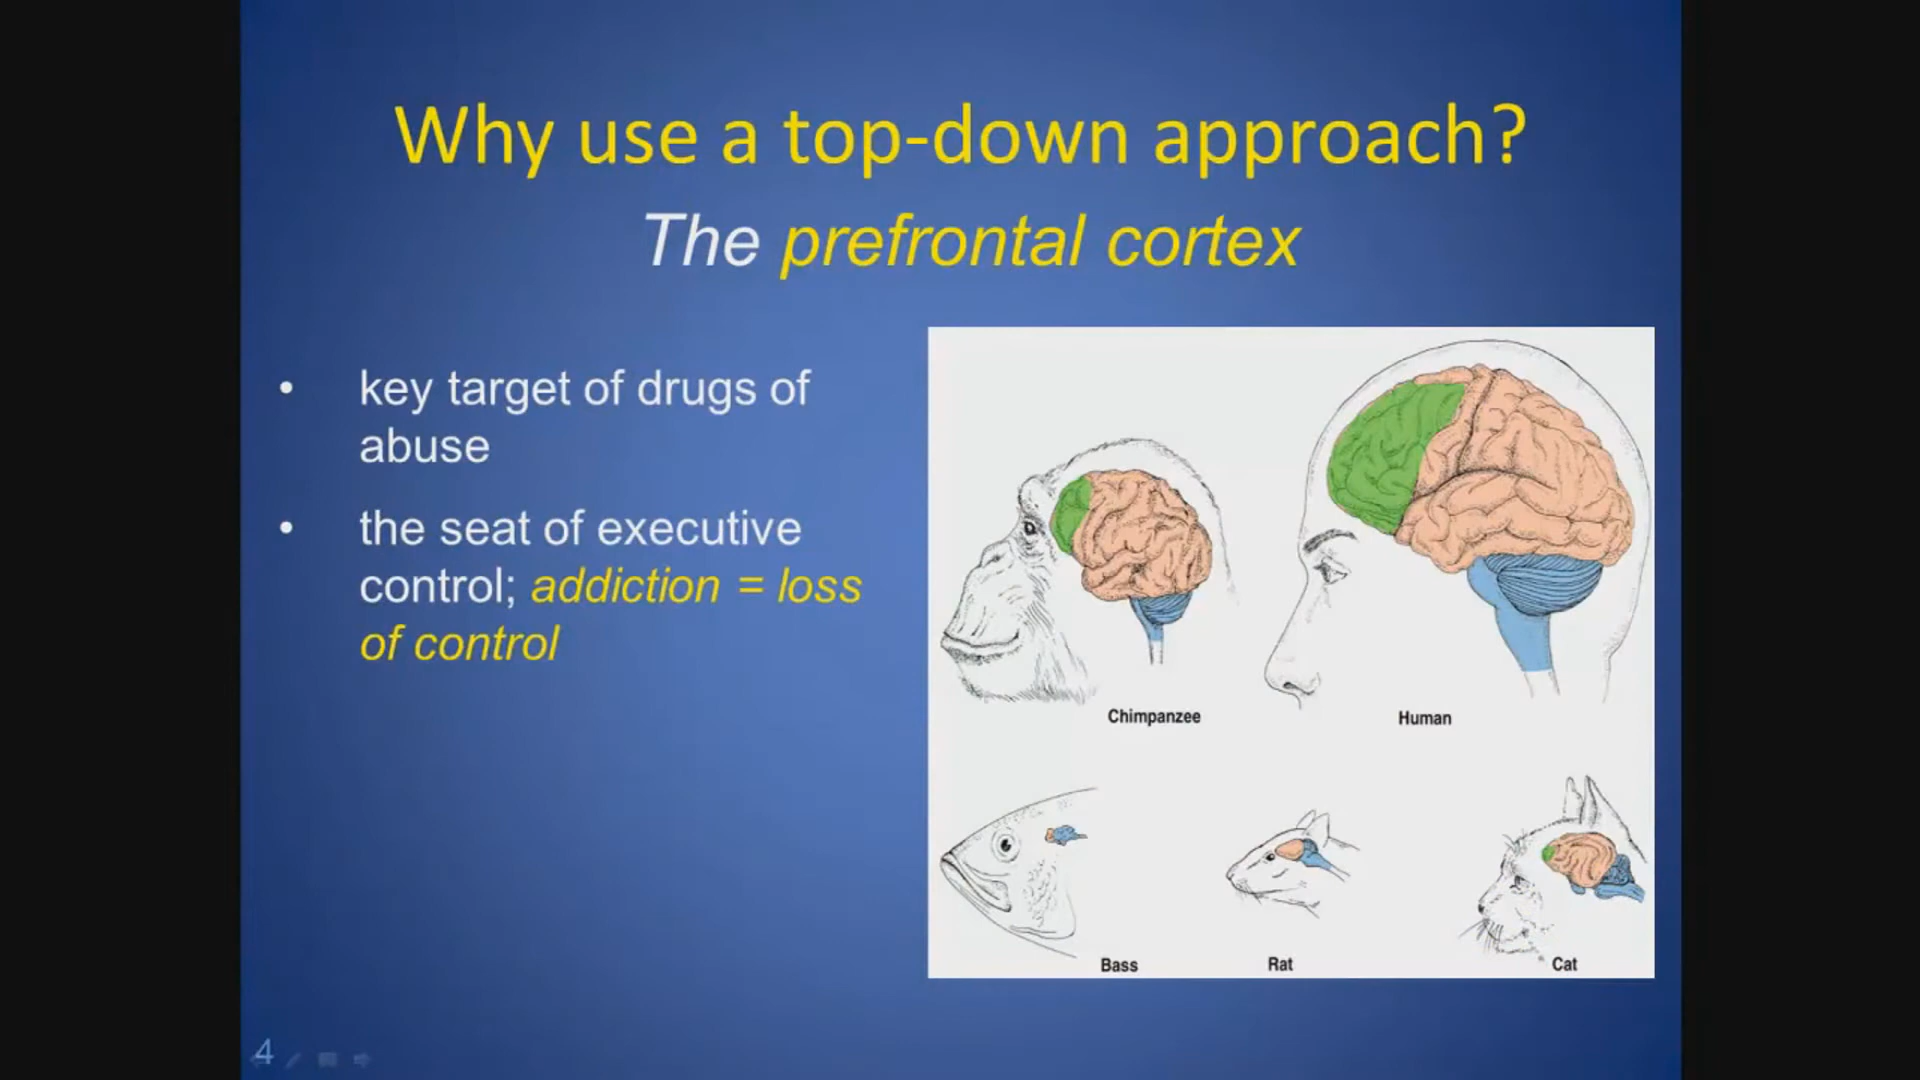 Why use a top-down approach?
The prefrontal cortex
• key target of drugs of
abuse
• the seat of executive
control; addiction = loss
of control
Chimpanzee
Human
Bass
Rat
Cat
4